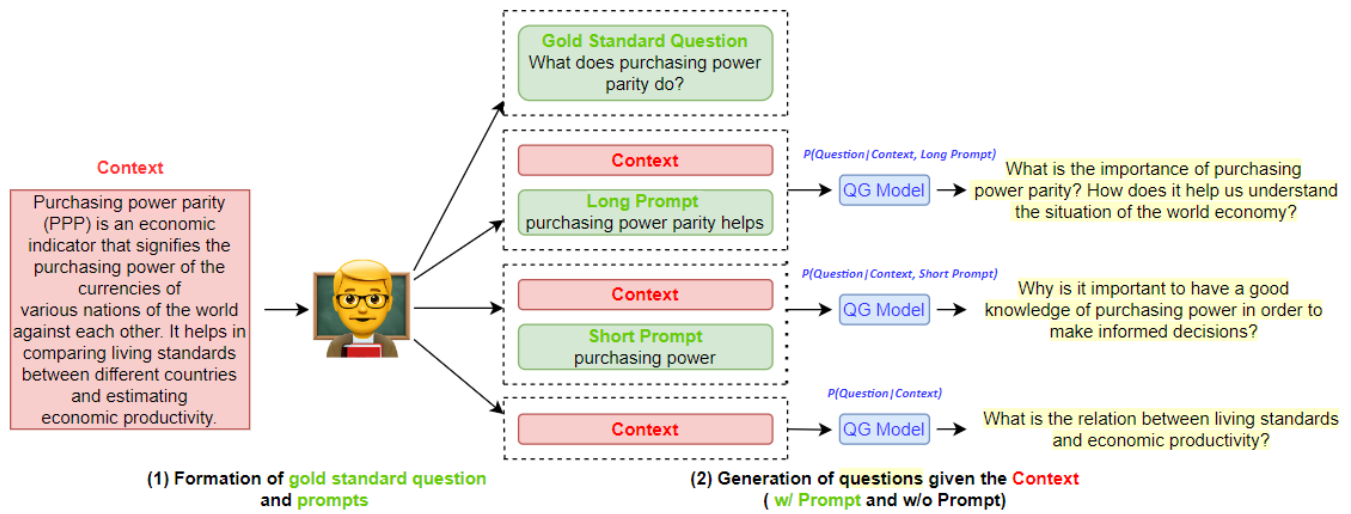 Context
Purchasing power parity
(PPP) is an economic
indicator that signifies the
purchasing power of the
currencies of
various nations of the world
against each other. It helps in
comparing living standards
between different countries
and estimating
economic productivity.
Gold Standard Question
What does purchasing power
parity do?
Context
Long Prompt
purchasing power parity helps
P(Question|Context, Long Prompt)
QG Model
What is the importance of purchasing
power parity? How does it help us understand
the situation of the world economy?
Context
Short Prompt
purchasing power
P(Question|Context, Short Prompt)
QG Model
Why is it important to have a good
knowledge of purchasing power in order to
make informed decisions?
Context
P(Question|Context)
QG Model
What is the relation between living standards
and economic productivity?
(1) Formation of gold standard question
and prompts
(2) Generation of questions given the Context
( w/ Prompt and w/o Prompt)